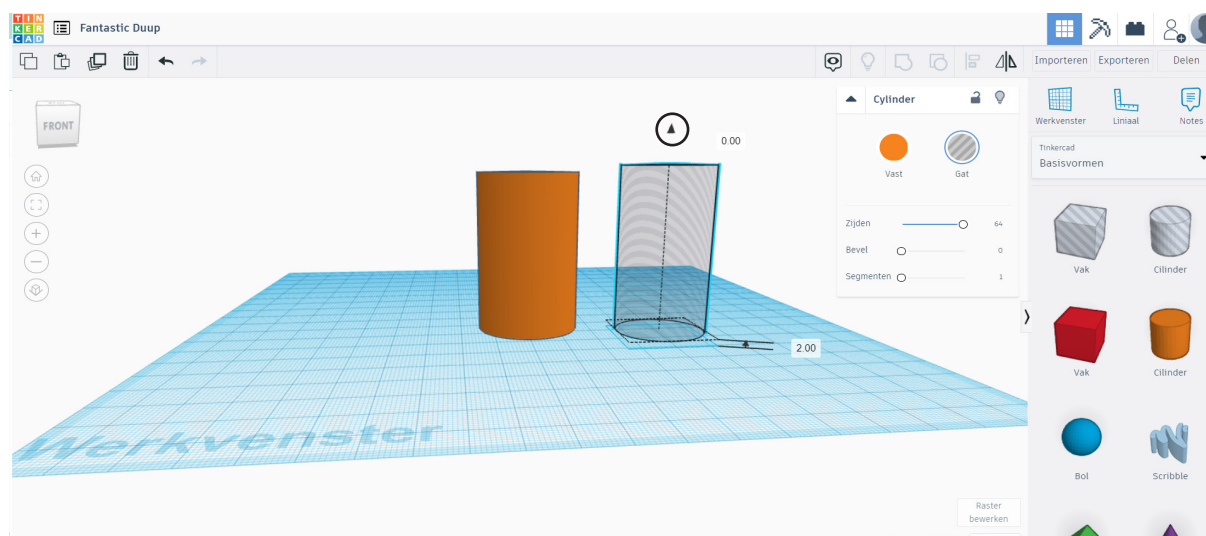 TIN
KER
CAD
Fantastic Duup
Importeren Exporteren Delen
FRONT
0.00
Cylinder
Vast Gat
Zijden 64
Bevel 0
Segmenten 1
2.00
Werkvenster
Raster
bewerken
Werkvenster Liniaal Notes
Tinkercad
Basisvormen
Vak Cilinder
Vak Cilinder
Bol Scribble